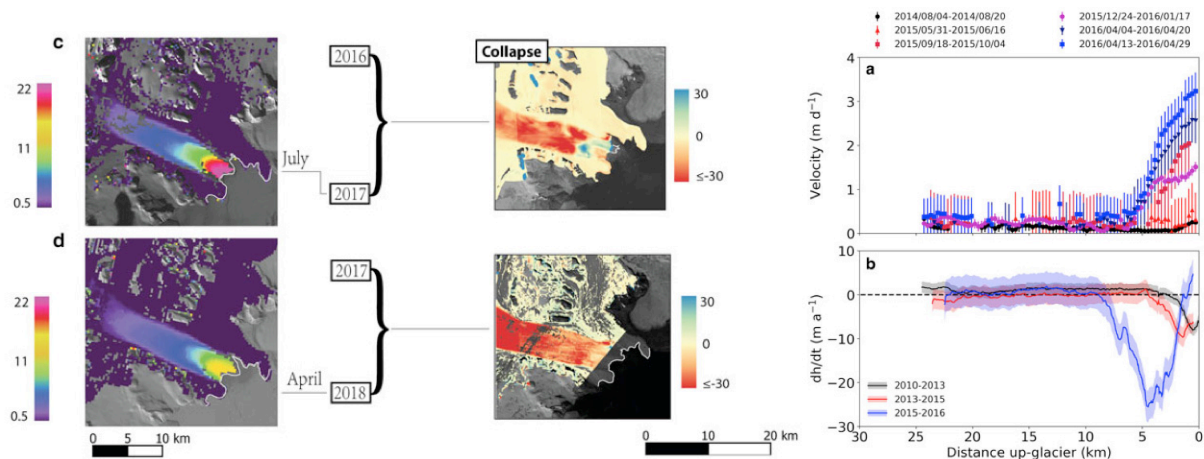 c
22
11
0.5
July
2016
2017
Collapse
30
0
≤-30
d
22
11
0.5
0 5 10 km
April
2017
2018
30
0
≤-30
0 10 20 km
2014/08/04-2014/08/20
2015/05/31-2015/06/16
2015/09/18-2015/10/04
2015/12/24-2016/01/17
2016/04/04-2016/04/20
2016/04/13-2016/04/29
a
Velocity (m d⁻¹)
4
3
2
1
0
b
dh/dt (m a⁻¹)
10
0
−10
−20
−30
2010-2013
2013-2015
2015-2016
30 25 20 15 10 5 0
Distance up-glacier (km)